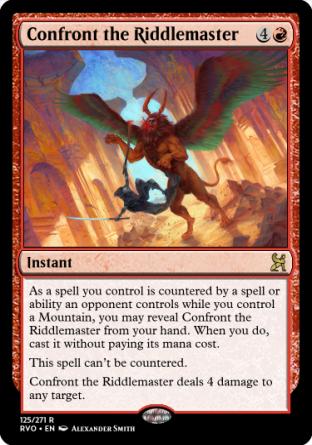 Confront the Riddlemaster 4
Instant
As a spell you control is countered by a spell or
ability an opponent controls while you control
a Mountain, you may reveal Confront the
Riddlemaster from your hand. When you do,
cast it without paying its mana cost.
This spell can't be countered.
Confront the Riddlemaster deals 4 damage to
any target.
125/271 R
RVO • EN Alexander Smith